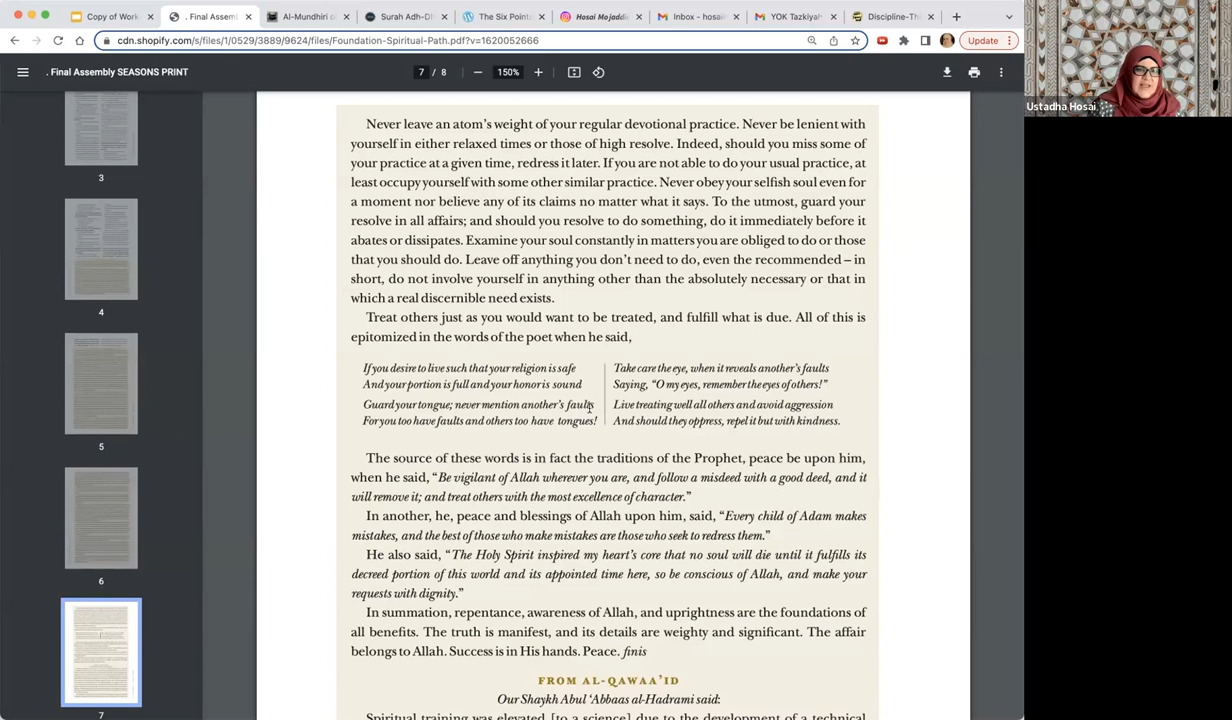 Copy of Work
. Final Assembl
Al-Mundhiri o
Surah Adh-Dh
The Six Points
Hosai Mojaddid
Inbox - hosain
YOK Tazkiyah
Discipline-The
cdn.shopify.com/s/files/1/0529/3889/9624/files/Foundation-Spiritual-Path.pdf?v=1620052666
Update
. Final Assembly SEASONS PRINT
7 / 8
150%
Ustadha Hosai
3
4
5
6
7
Never leave an atom's weight of your regular devotional practice. Never be lenient with
yourself in either relaxed times or those of high resolve. Indeed, should you miss some of
your practice at a given time, redress it later. If you are not able to do your usual practice, at
least occupy yourself with some other similar practice. Never obey your selfish soul even for
a moment nor believe any of its claims no matter what it says. To the utmost, guard your
resolve in all affairs; and should you resolve to do something, do it immediately before it
abates or dissipates. Examine your soul constantly in matters you are obliged to do or those
that you should do. Leave off anything you don't need to do, even the recommended – in
short, do not involve yourself in anything other than the absolutely necessary or that in
which a real discernible need exists.
Treat others just as you would want to be treated, and fulfill what is due. All of this is
epitomized in the words of the poet when he said,
If you desire to live such that your religion is safe
And your portion is full and your honor is sound
Guard your tongue; never mention another's faults
For you too have faults and others too have tongues!
Take care the eye, when it reveals another's faults
Saying, "O my eyes, remember the eyes of others!"
Live treating well all others and avoid aggression
And should they oppress, repel it but with kindness.
The source of these words is in fact the traditions of the Prophet, peace be upon him,
when he said, "Be vigilant of Allah wherever you are, and follow a misdeed with a good deed, and it
will remove it; and treat others with the most excellence of character."
In another, he, peace and blessings of Allah upon him, said, "Every child of Adam makes
mistakes, and the best of those who make mistakes are those who seek to redress them."
He also said, "The Holy Spirit inspired my heart's core that no soul will die until it fulfills its
decreed portion of this world and its appointed time here, so be conscious of Allah, and make your
requests with dignity."
In summation, repentance, awareness of Allah, and uprightness are the foundations of
all benefits. The truth is manifest, and its details are weighty and significant. The affair
belongs to Allah. Success is in His hands. Peace. finis
FROM AL-QAWAA'ID
Our Shaykh Abul 'Abbaas al-Hadrami said:
Spiritual training was elevated [to a science] due to the development of a technical